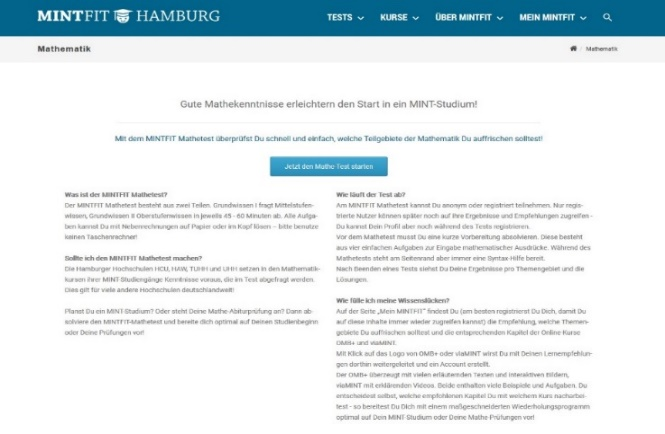 MINTFIT HAMBURG
TESTS KURSE ÜBER MINTFIT MEIN MINTFIT
Mathematik
/ Mathematik
Gute Mathekenntnisse erleichtern den Start in ein MINT-Studium!
Mit dem MINTFIT Mathetest überprüfst Du schnell und einfach, welche Teilgebiete der Mathematik Du auffrischen solltest!
Jetzt den Mathe Test starten
Was ist der MINTFIT Mathetest?
Der MINTFIT Mathetest besteht aus zwei Teilen. Grundwissen I fragt Mittelstufen-
wissen, Grundwissen II Oberstufenwissen in jeweils 45 - 60 Minuten ab. Alle Aufga-
ben kannst Du mit Nebenrechnungen auf Papier oder im Kopf lösen – bitte benutze
keinen Taschenrechner!
Sollte ich den MINTFIT Mathetest machen?
Die Hamburger Hochschulen HCU, HAW, TUHH und UHH setzen in den Mathematik-
kursen ihrer MINT-Studiengänge Kenntnisse voraus, die im Test abgefragt werden.
Dies gilt für viele andere Hochschulen deutschlandweit!
Planst Du ein MINT-Studium? Oder steht Deine Mathe-Abiturprüfung an? Dann ab-
solviere den MINTFIT-Mathetest und bereite dich optimal auf Deinen Studienbeginn
oder Deine Prüfungen vor!
Wie läuft der Test ab?
Am MINTFIT Mathetest kannst Du anonym oder registriert teilnehmen. Nur regis-
trierte Nutzer können später noch auf ihre Ergebnisse und Empfehlungen zugreifen -
Du kannst Dein Profil aber noch während des Tests registrieren.
Vor dem Mathetest musst Du eine kurze Vorbereitung absolvieren. Diese besteht
aus vier einfachen Aufgaben zur Eingabe mathematischer Ausdrücke. Während des
Mathetests steht am Seitenrand aber immer eine Syntax-Hilfe bereit.
Nach Beenden eines Tests siehst Du Deine Ergebnisse pro Themengebiet und die
Lösungen.
Wie fülle ich meine Wissenslücken?
Auf der Seite „Mein MINTFIT" findest Du (am besten registrierst Du Dich, damit Du
auf diese Inhalte immer wieder zugreifen kannst) die Empfehlung, welche Themen-
gebiete Du auffrischen solltest und die entsprechenden Kapitel der Online Kurse
OMB+ und viaMINT.
Mit Klick auf das Logo von OMB+ oder viaMINT wirst Du mit Deinen Lernempfehlun-
gen dorthin weitergeleitet und ein Account erstellt.
Der OMB+ überzeugt mit vielen erläuternden Texten und interaktiven Bildern,
viaMINT mit erklärenden Videos. Beide enthalten viele Beispiele und Aufgaben. Du
entscheidest selbst, welche empfohlenen Kapitel Du mit welchem Kurs nacharbei-
test - so bereitest Du Dich mit einem maßgeschneiderten Wiederholungsprogramm
optimal auf Dein MINT-Studium oder Deine Mathe-Prüfungen vor!